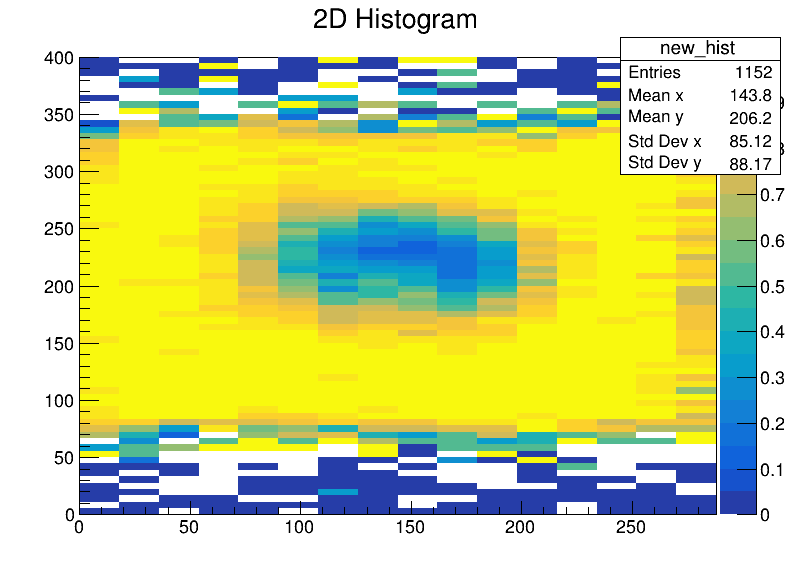 2D Histogram
new_hist
Entries 1152
Mean x 143.8
Mean y 206.2
Std Dev x 85.12
Std Dev y 88.17
400
350
300
250
200
150
100
50
0
0 50 100 150 200 250
0.7
0.6
0.5
0.4
0.3
0.2
0.1
0